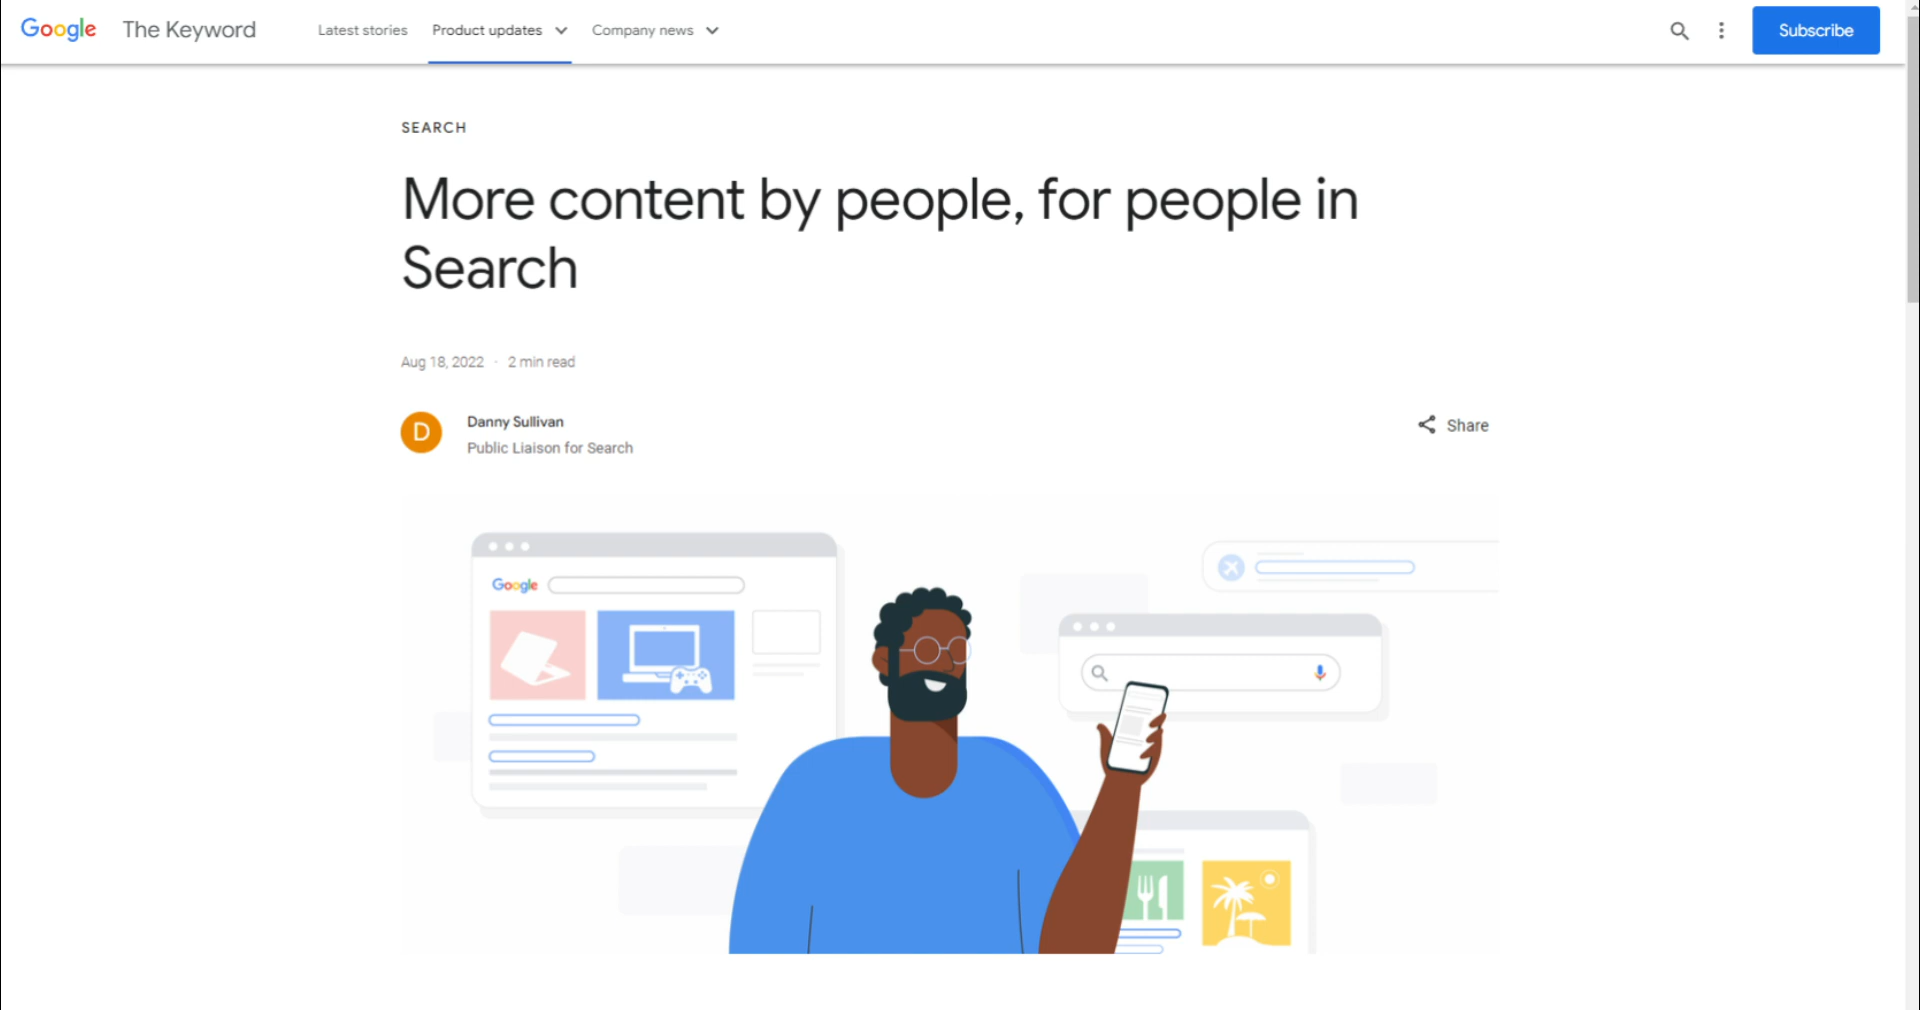 Google The Keyword Latest stories Product updates Company news Subscribe
SEARCH
More content by people, for people in
Search
Aug 18, 2022 · 2 min read
D
Danny Sullivan
Public Liaison for Search
Share
Google